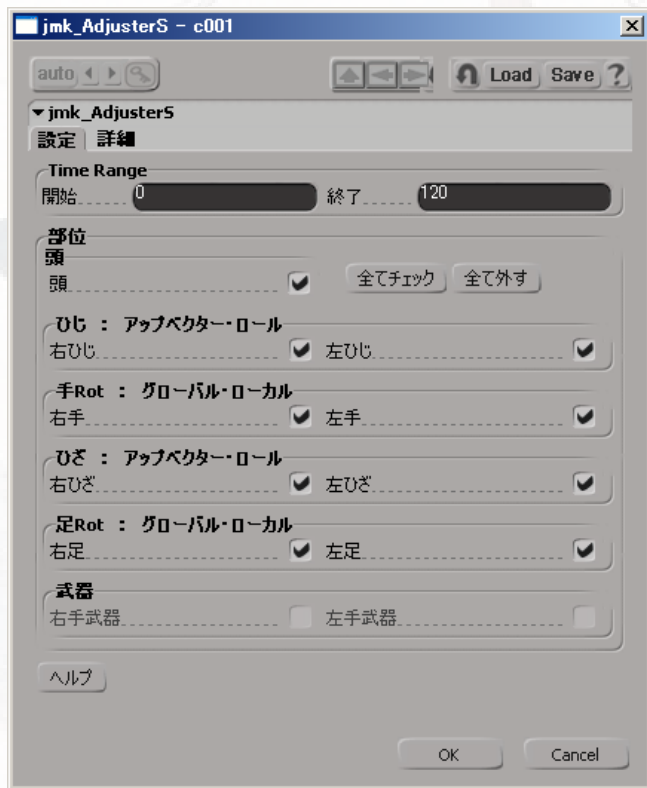 jmk_AdjusterS - c001
auto Load Save ?
jmk_AdjusterS
設定 詳細
Time Range
開始 0 終了 120
部位
頭
頭 全てチェック 全て外す
ひじ : アップベクター・ロール
右ひじ 左ひじ
手Rot : グローバル・ローカル
右手 左手
ひざ : アップベクター・ロール
右ひざ 左ひざ
足Rot : グローバル・ローカル
右足 左足
武器
右手武器 左手武器
ヘルプ
OK Cancel